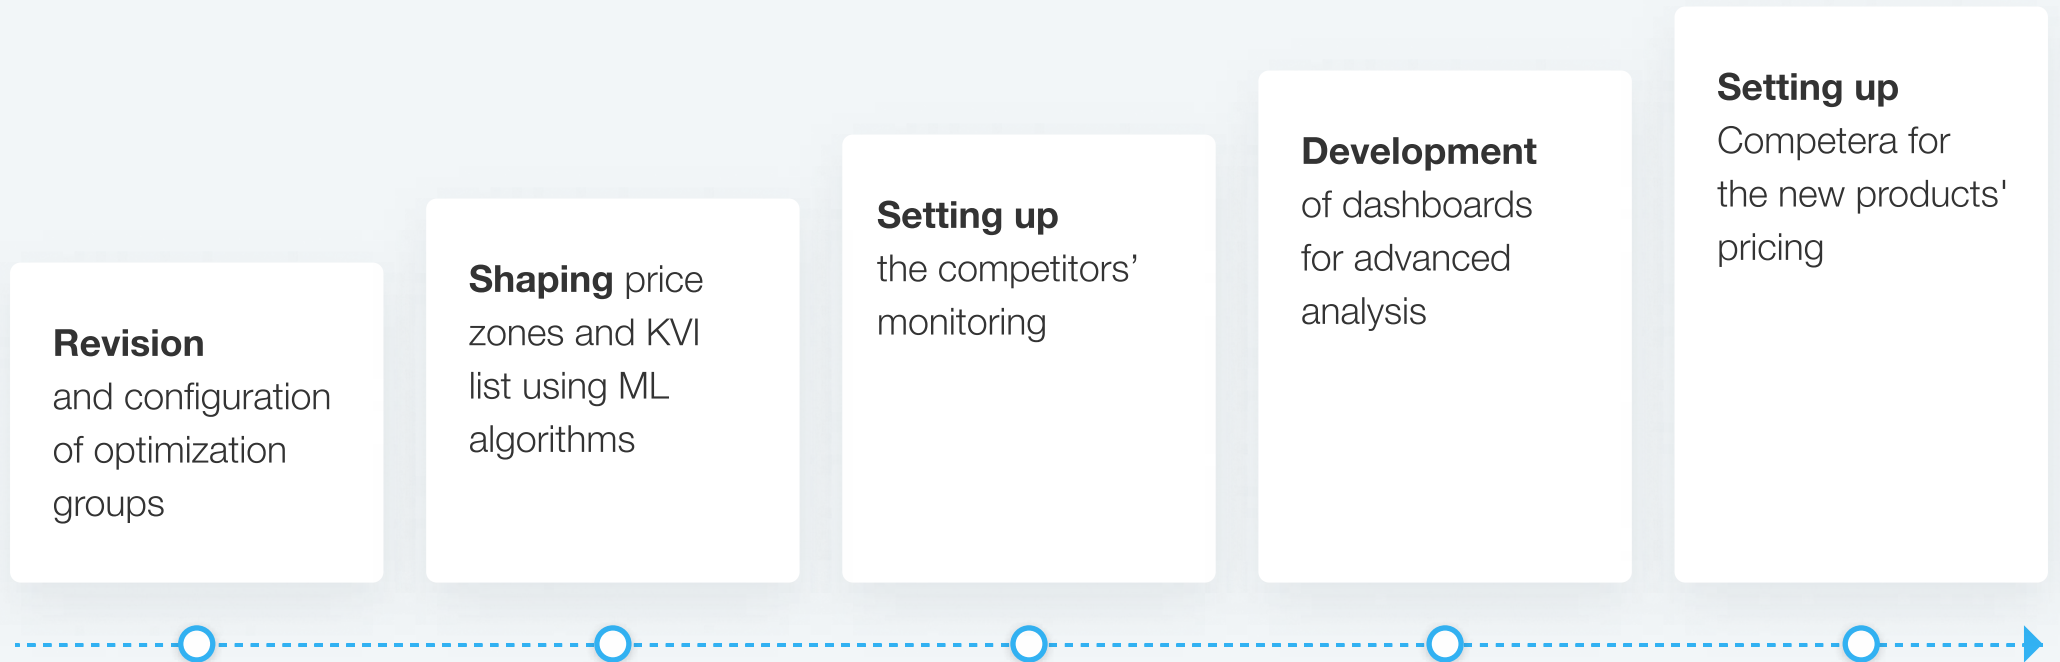 Revision
and configuration
of optimization
groups
Shaping price
zones and KVI
list using ML
algorithms
Setting up
the competitors’
monitoring
Development
of dashboards
for advanced
analysis
Setting up
Competera for
the new products'
pricing